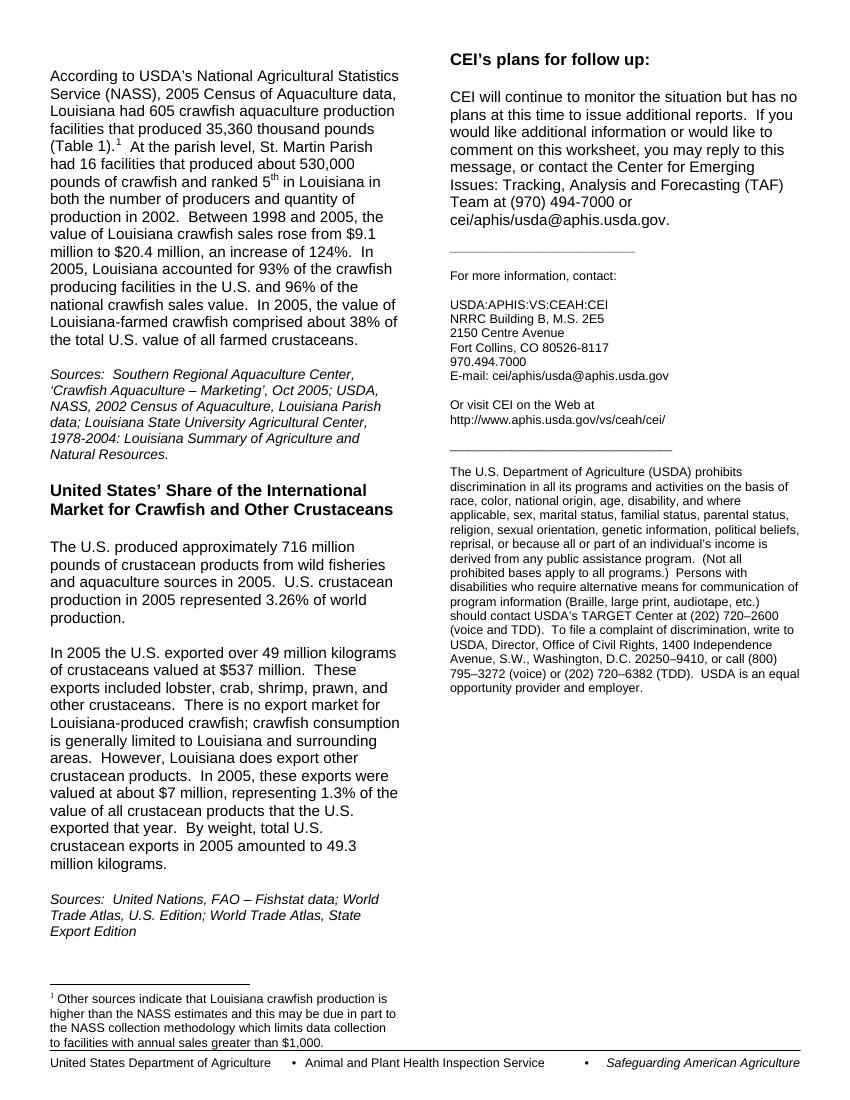 According to USDA’s National Agricultural Statistics
Service (NASS), 2005 Census of Aquaculture data,
Louisiana had 605 crawfish aquaculture production
facilities that produced 35,360 thousand pounds
(Table 1).1  At the parish level, St. Martin Parish
had 16 facilities that produced about 530,000
pounds of crawfish and ranked 5th in Louisiana in
both the number of producers and quantity of
production in 2002.  Between 1998 and 2005, the
value of Louisiana crawfish sales rose from $9.1
million to $20.4 million, an increase of 124%.  In
2005, Louisiana accounted for 93% of the crawfish
producing facilities in the U.S. and 96% of the
national crawfish sales value.  In 2005, the value of
Louisiana-farmed crawfish comprised about 38% of
the total U.S. value of all farmed crustaceans.
Sources:  Southern Regional Aquaculture Center,
‘Crawfish Aquaculture – Marketing’, Oct 2005; USDA,
NASS, 2002 Census of Aquaculture, Louisiana Parish
data; Louisiana State University Agricultural Center,
1978-2004: Louisiana Summary of Agriculture and
Natural Resources.
United States’ Share of the International
Market for Crawfish and Other Crustaceans
The U.S. produced approximately 716 million
pounds of crustacean products from wild fisheries
and aquaculture sources in 2005.  U.S. crustacean
production in 2005 represented 3.26% of world
production.
In 2005 the U.S. exported over 49 million kilograms
of crustaceans valued at $537 million.  These
exports included lobster, crab, shrimp, prawn, and
other crustaceans.  There is no export market for
Louisiana-produced crawfish; crawfish consumption
is generally limited to Louisiana and surrounding
areas.  However, Louisiana does export other
crustacean products.  In 2005, these exports were
valued at about $7 million, representing 1.3% of the
value of all crustacean products that the U.S.
exported that year.  By weight, total U.S.
crustacean exports in 2005 amounted to 49.3
million kilograms.
Sources:  United Nations, FAO – Fishstat data; World
Trade Atlas, U.S. Edition; World Trade Atlas, State
Export Edition
1 Other sources indicate that Louisiana crawfish production is
higher than the NASS estimates and this may be due in part to
the NASS collection methodology which limits data collection
to facilities with annual sales greater than $1,000.
CEI’s plans for follow up:
CEI will continue to monitor the situation but has no
plans at this time to issue additional reports.  If you
would like additional information or would like to
comment on this worksheet, you may reply to this
message, or contact the Center for Emerging
Issues: Tracking, Analysis and Forecasting (TAF)
Team at (970) 494-7000 or
cei/aphis/usda@aphis.usda.gov.
For more information, contact:
USDA:APHIS:VS:CEAH:CEI
NRRC Building B, M.S. 2E5
2150 Centre Avenue
Fort Collins, CO 80526-8117
970.494.7000
E-mail: cei/aphis/usda@aphis.usda.gov
Or visit CEI on the Web at
http://www.aphis.usda.gov/vs/ceah/cei/
The U.S. Department of Agriculture (USDA) prohibits
discrimination in all its programs and activities on the basis of
race, color, national origin, age, disability, and where
applicable, sex, marital status, familial status, parental status,
religion, sexual orientation, genetic information, political beliefs,
reprisal, or because all or part of an individual’s income is
derived from any public assistance program.  (Not all
prohibited bases apply to all programs.)  Persons with
disabilities who require alternative means for communication of
program information (Braille, large print, audiotape, etc.)
should contact USDA’s TARGET Center at (202) 720–2600
(voice and TDD).  To file a complaint of discrimination, write to
USDA, Director, Office of Civil Rights, 1400 Independence
Avenue, S.W., Washington, D.C. 20250–9410, or call (800)
795–3272 (voice) or (202) 720–6382 (TDD).  USDA is an equal
opportunity provider and employer.
United States Department of Agriculture • Animal and Plant Health Inspection Service • Safeguarding American Agriculture